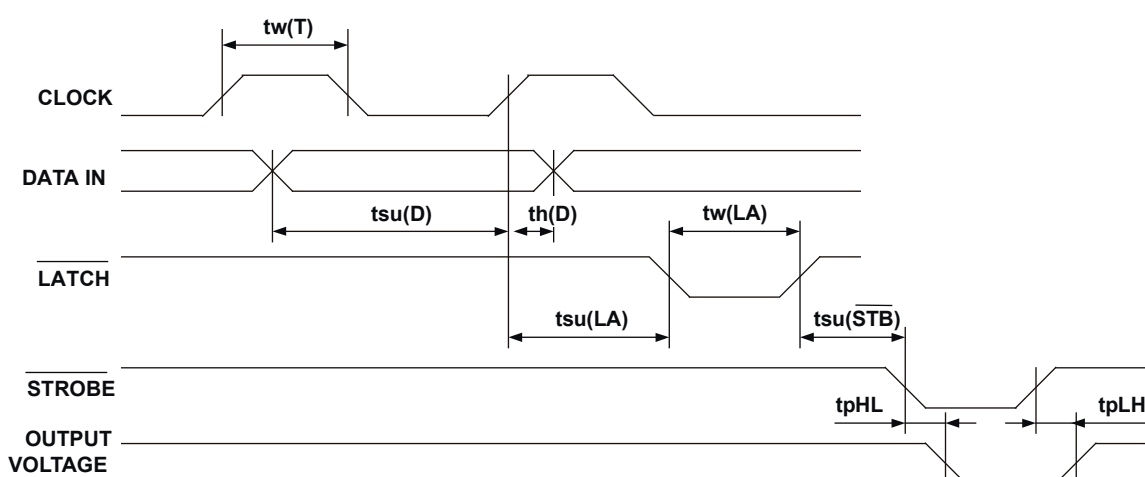 tw(T)
CLOCK
DATA IN
tsu(D)
th(D)
tw(LA)
LATCH
tsu(LA)
tsu(STB)
STROBE
tpHL
tpLH
OUTPUT
VOLTAGE